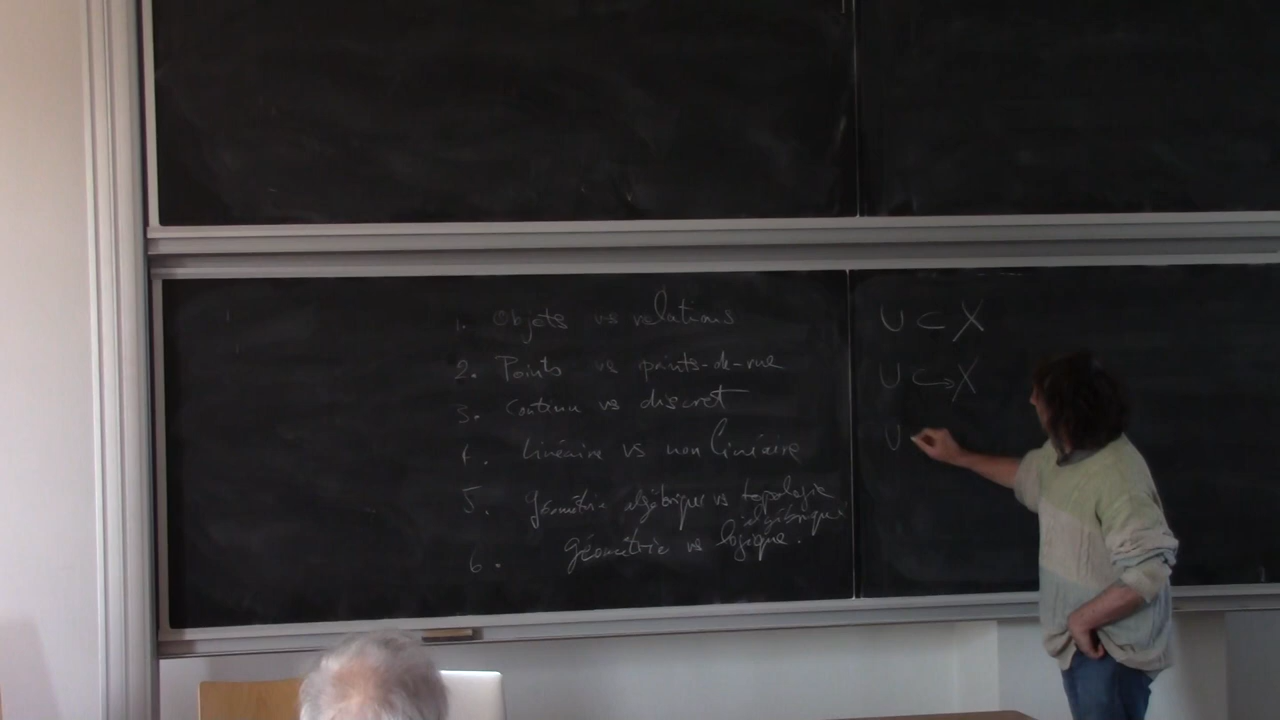 1. Objets vs relations
2. Points vs points-de-vue
3. Continu vs discret
4. Linéaire vs non linéaire
5. géométrie algébrique vs topologie
algébrique
6. géométrie vs logique.
U ⊂ X
U ↪ X
U